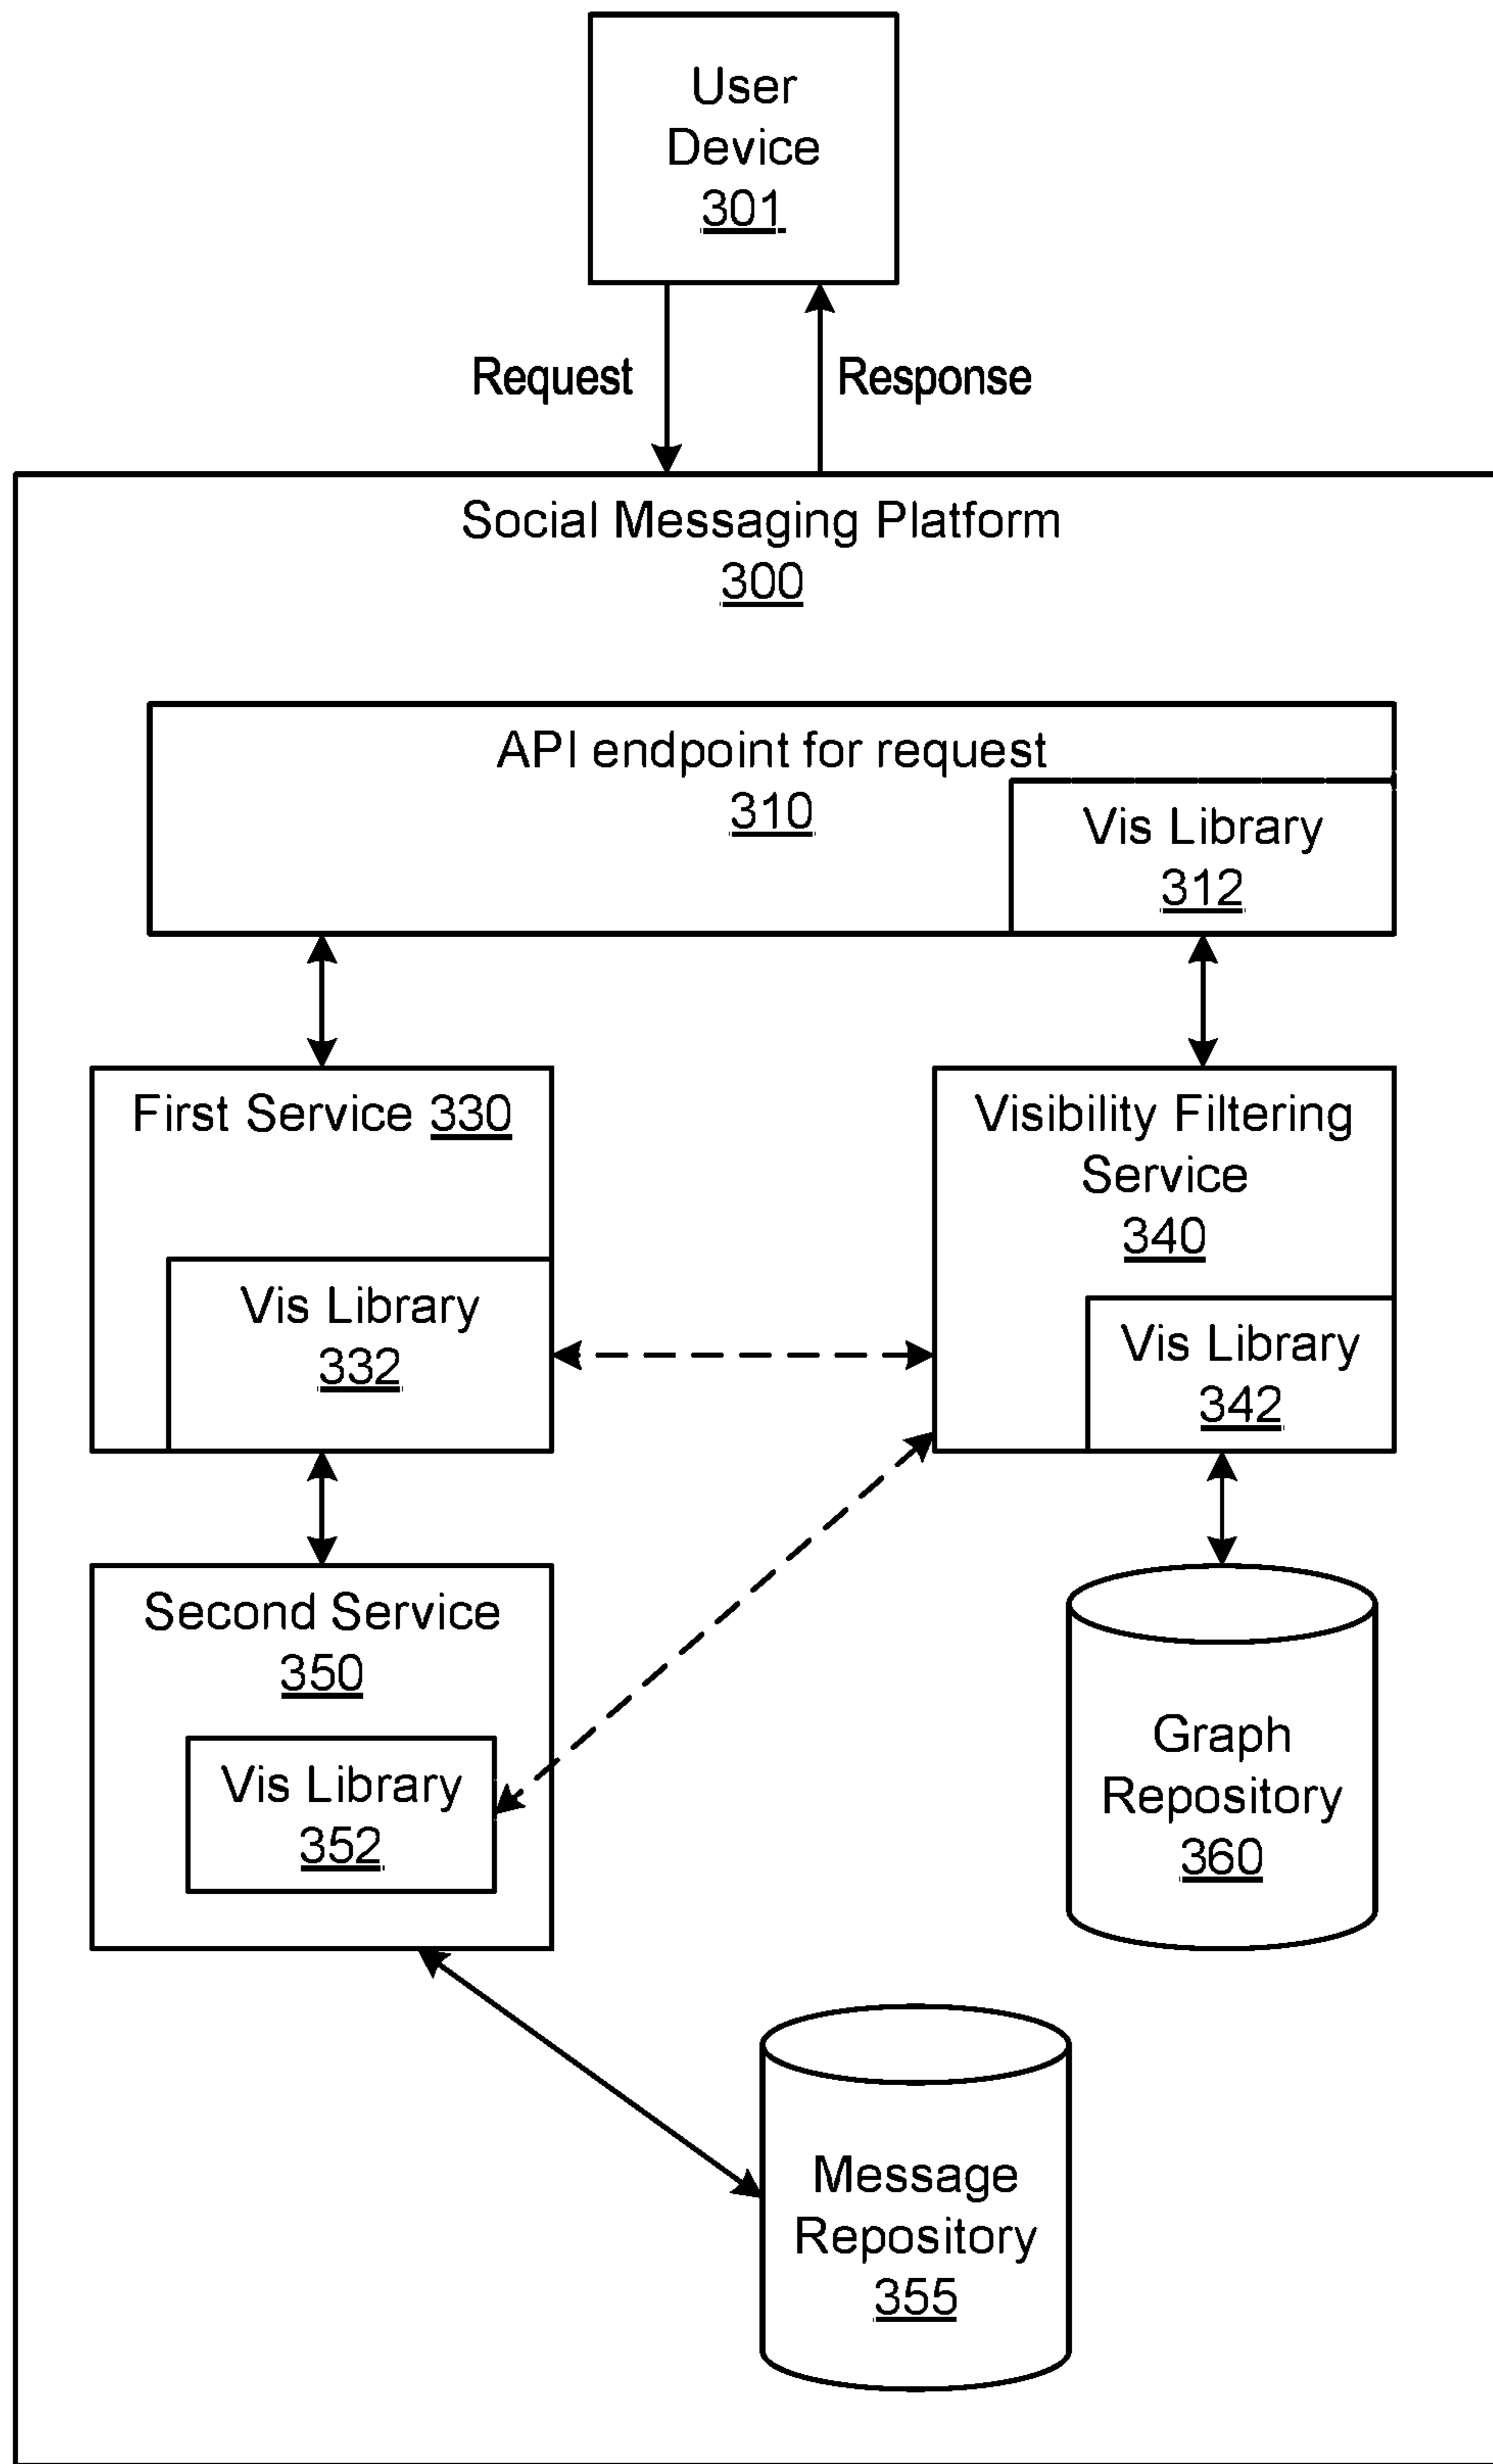 User
Device
301
Request
Response
Social Messaging Platform
300
API endpoint for request
310
Vis Library
312
First Service 330
Vis Library
332
Visibility Filtering
Service
340
Vis Library
342
Second Service
350
Vis Library
352
Graph
Repository
360
Message
Repository
355